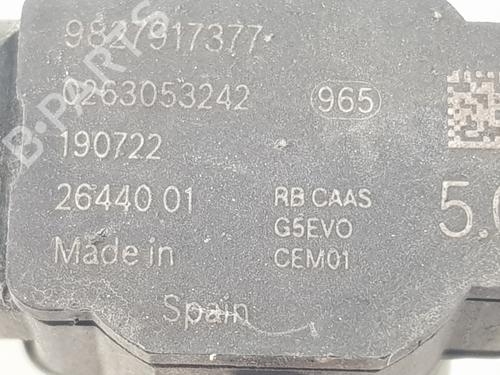 9827917377
0263053242
965
190722
26440 01
RB CAAS
G5EVO
Made in
CEM01
Spain
B-PARTS